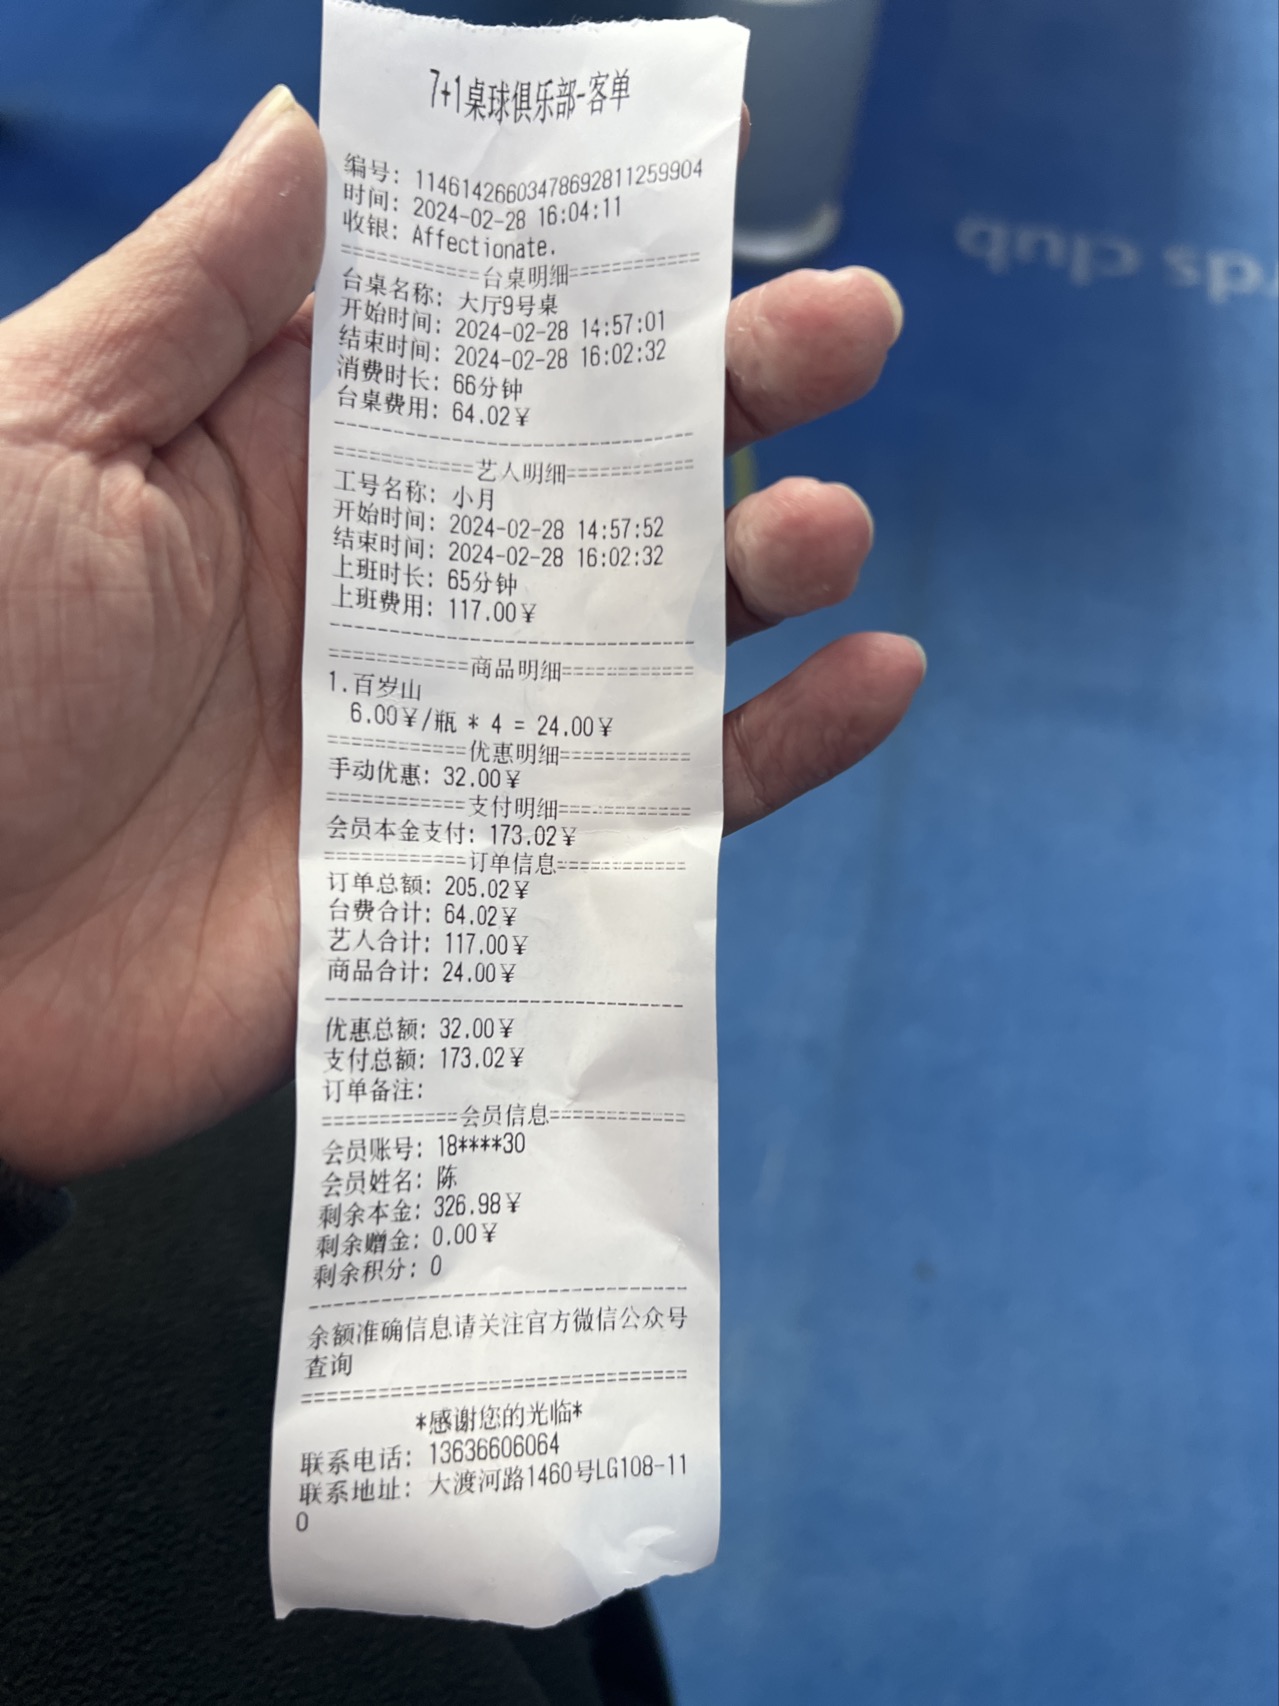 7+1桌球俱乐部-客单
编号: 1146142660347869281125990​4
时间: 2024-02-28 16:04:11
收银: Affectionate.
============台桌明细============
台桌名称: 大厅9号桌
开始时间: 2024-02-28 14:57:01
结束时间: 2024-02-28 16:02:32
消费时长: 66分钟
台桌费用: 64.02¥
--------------------------------
============艺人明细============
工号名称: 小月
开始时间: 2024-02-28 14:57:52
结束时间: 2024-02-28 16:02:32
上班时长: 65分钟
上班费用: 117.00¥
--------------------------------
============商品明细============
1.百岁山
6.00¥/瓶 * 4 = 24.00¥
============优惠明细============
手动优惠: 32.00¥
============支付明细============
会员本金支付: 173.02¥
============订单信息============
订单总额: 205.02¥
台费合计: 64.02¥
艺人合计: 117.00¥
商品合计: 24.00¥
--------------------------------
优惠总额: 32.00¥
支付总额: 173.02¥
订单备注:
============会员信息============
会员账号: 18****30
会员姓名: 陈
剩余本金: 326.98¥
剩余赠金: 0.00¥
剩余积分: 0
--------------------------------
余额准确信息请关注官方微信公众号
查询
================================
*感谢您的光临*
联系电话: 13636606064
联系地址: 大渡河路1460号LG108-11
0
rds club